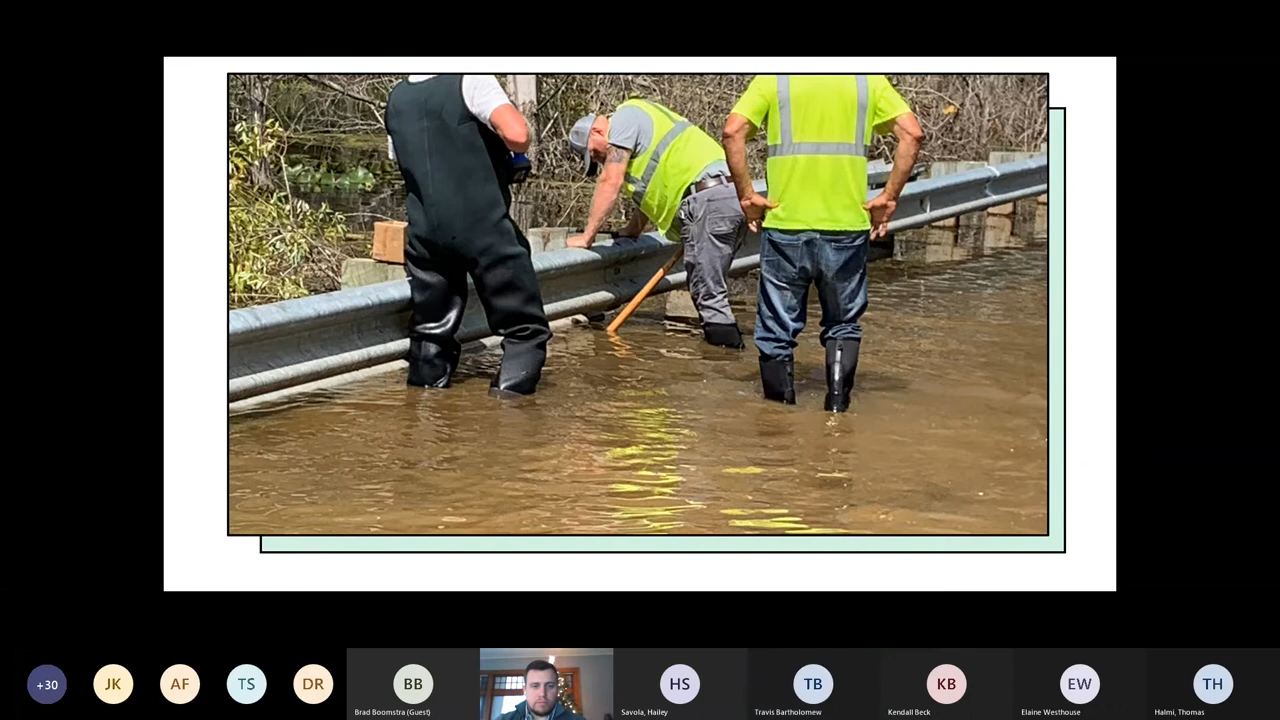 +30
JK
AF
TS
DR
BB
HS
TB
KB
EW
TH
Brad Boomstra (Guest)
Savola, Hailey
Travis Bartholomew
Kendall Beck
Elaine Westhouse
Halmi, Thomas